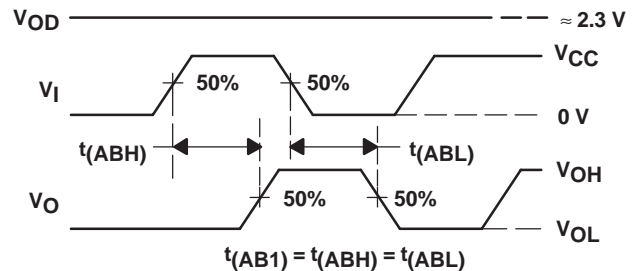 VOD ≈ 2.3 V
VCC
VI 50% 50%
0 V
t(ABH) t(ABL)
VOH
VO 50% 50%
VOL
t(AB1) = t(ABH) = t(ABL)